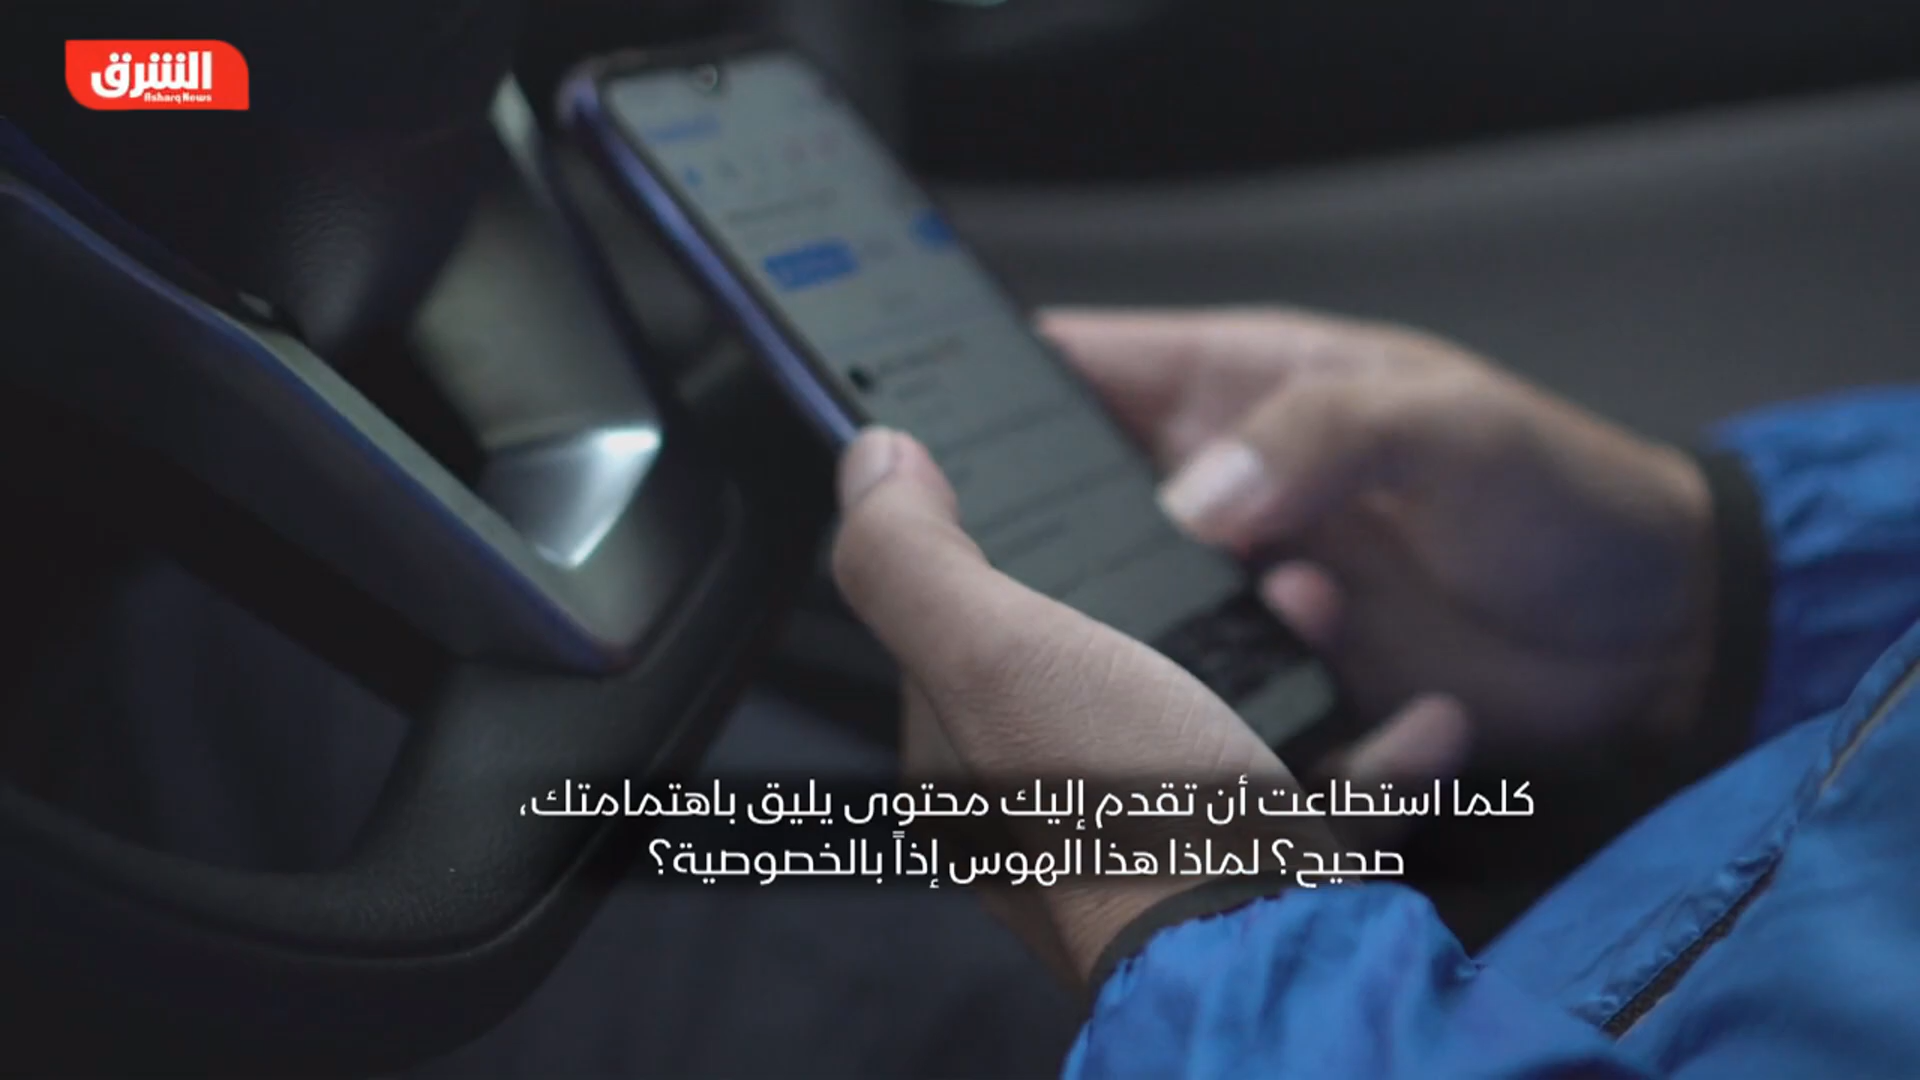 الشرق
Asharq News
كلما استطاعت أن تقدم إليك محتوى يليق باهتمامتك،
صحيح؟ لماذا هذا الهوس إذاً بالخصوصية؟